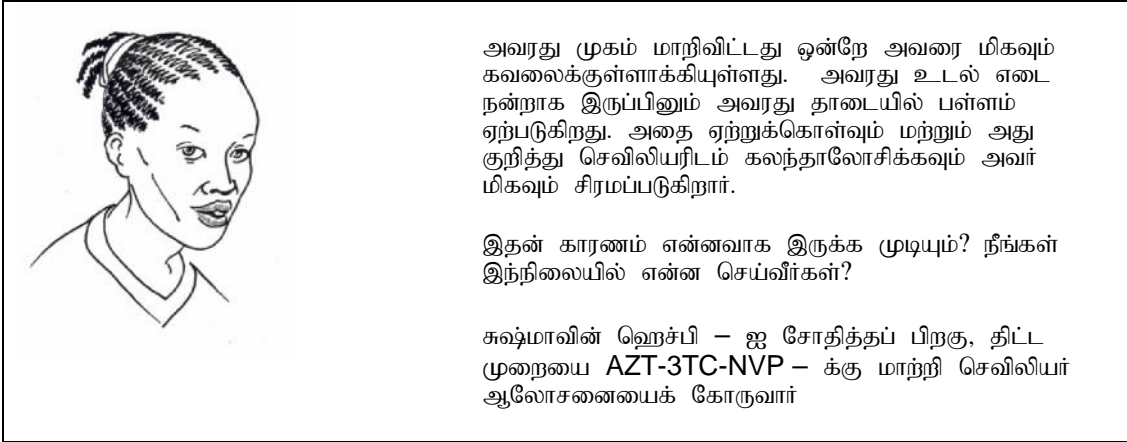 அவரது முகம் மாறிவிட்டது ஒன்றே அவரை மிகவும்
கவலைக்குள்ளாக்கியுள்ளது. அவரது உடல் எடை
நன்றாக இருப்பினும் அவரது தாடையில் பள்ளம்
ஏற்படுகிறது. அதை ஏற்றுக்கொள்வும் மற்றும் அது
குறித்து செவிலியரிடம் கலந்தாலோசிக்கவும் அவர்
மிகவும் சிரமப்படுகிறார்.
இதன் காரணம் என்னவாக இருக்க முடியும்? நீங்கள்
இந்நிலையில் என்ன செய்வீர்கள்?
சுஷ்மாவின் ஹெச்பி – ஐ சோதித்தப் பிறகு, திட்ட
முறையை AZT-3TC-NVP – க்கு மாற்றி செவிலியர்
ஆலோசனையைக் கோருவார்